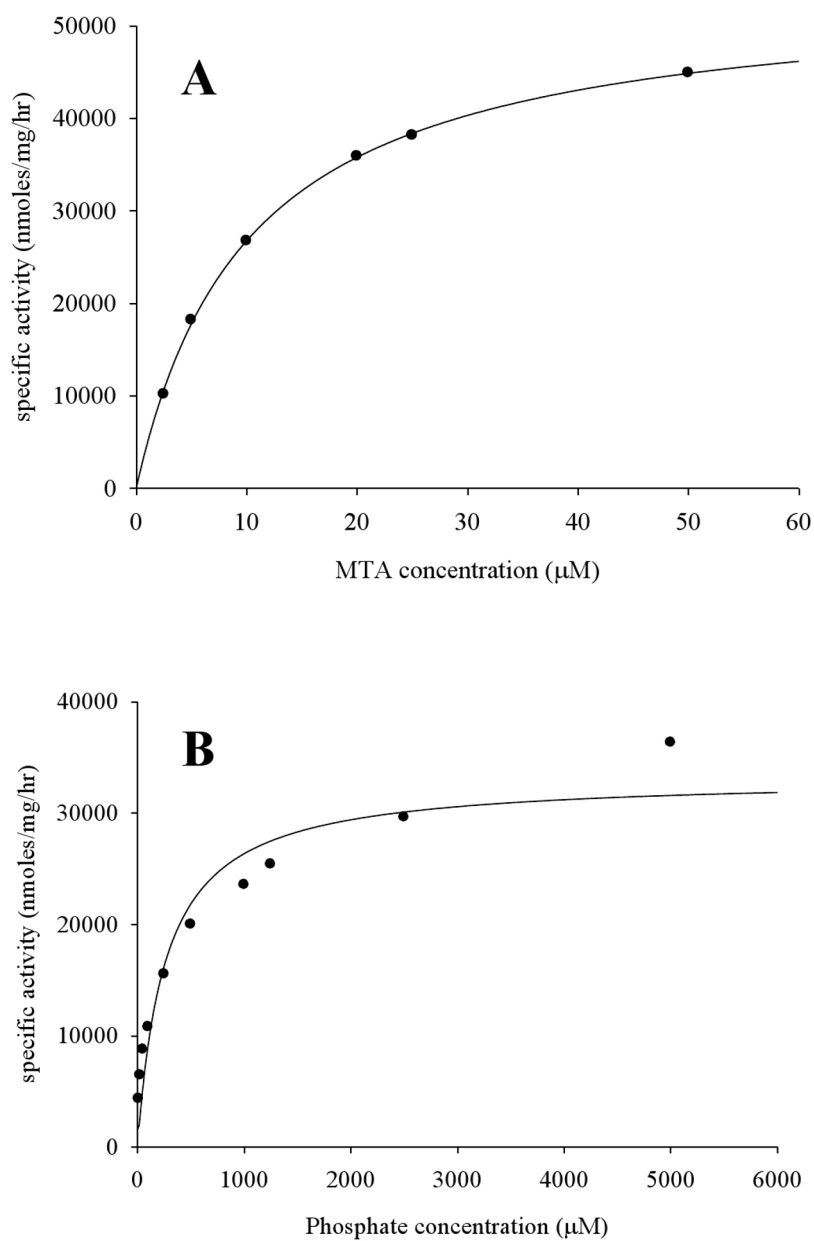 50000
A
40000
30000
20000
10000
0
specific activity (nmoles/mg/hr)
0 10 20 30 40 50 60
MTA concentration (μM)
40000
B
30000
20000
10000
0
specific activity (nmoles/mg/hr)
0 1000 2000 3000 4000 5000 6000
Phosphate concentration (μM)